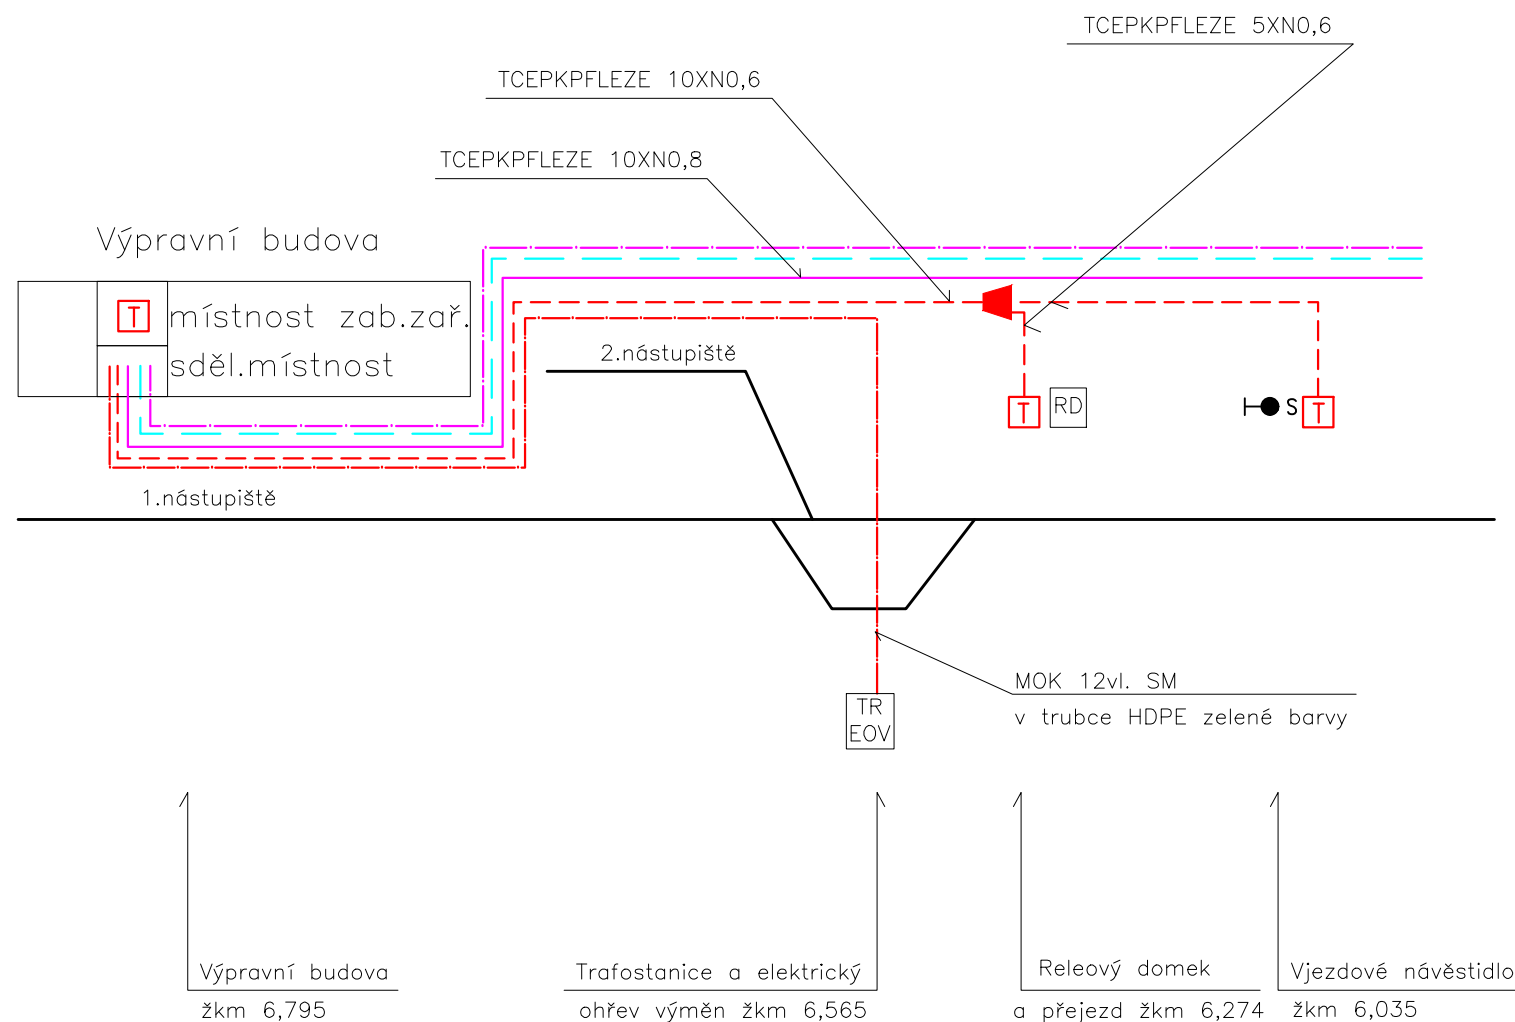 TCEPKPFLEZE 5XN0,6
TCEPKPFLEZE 10XN0,6
TCEPKPFLEZE 10XN0,8
Výpravní budova
T
místnost zab.zař.
sděl.místnost
2.nástupiště
T
RD
S
T
1.nástupiště
MOK 12vl. SM
v trubce HDPE zelené barvy
TR
EOV
Výpravní budova
žkm 6,795
Trafostanice a elektrický
ohřev výměn žkm 6,565
Releový domek
a přejezd žkm 6,274
Vjezdové návěstidlo
žkm 6,035